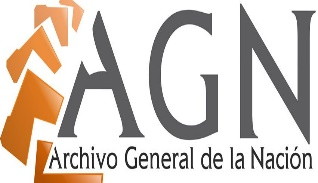 AGN
Archivo General de la Nación